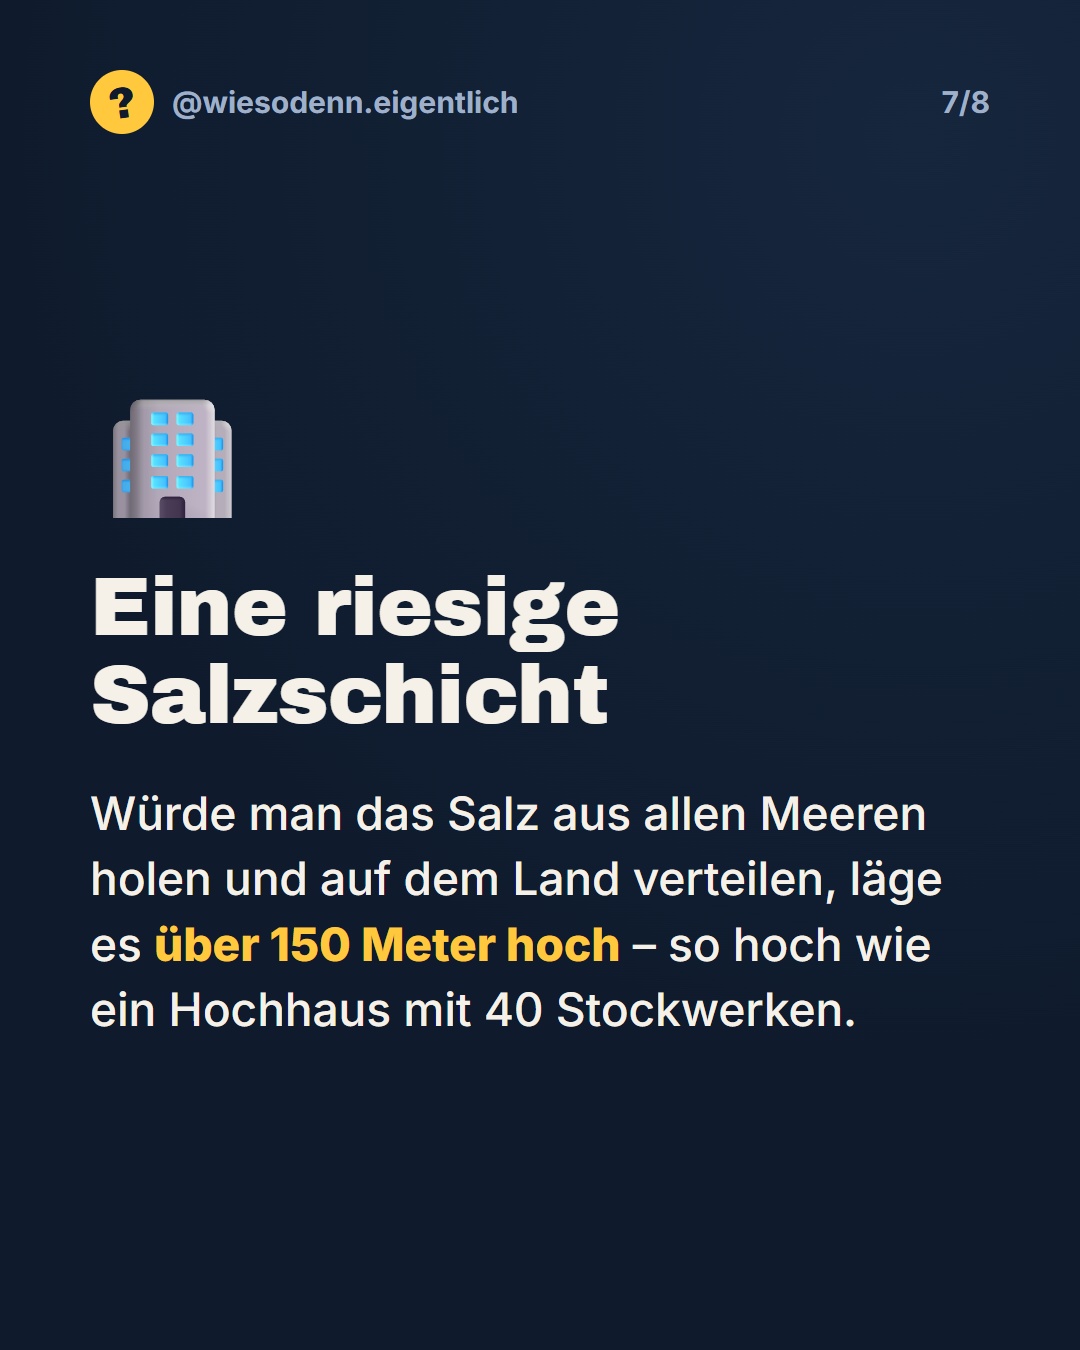 ?
@wiesodenn.eigentlich
7/8
Eine riesige
Salzschicht
Würde man das Salz aus allen Meeren
holen und auf dem Land verteilen, läge
es über 150 Meter hoch – so hoch wie
ein Hochhaus mit 40 Stockwerken.